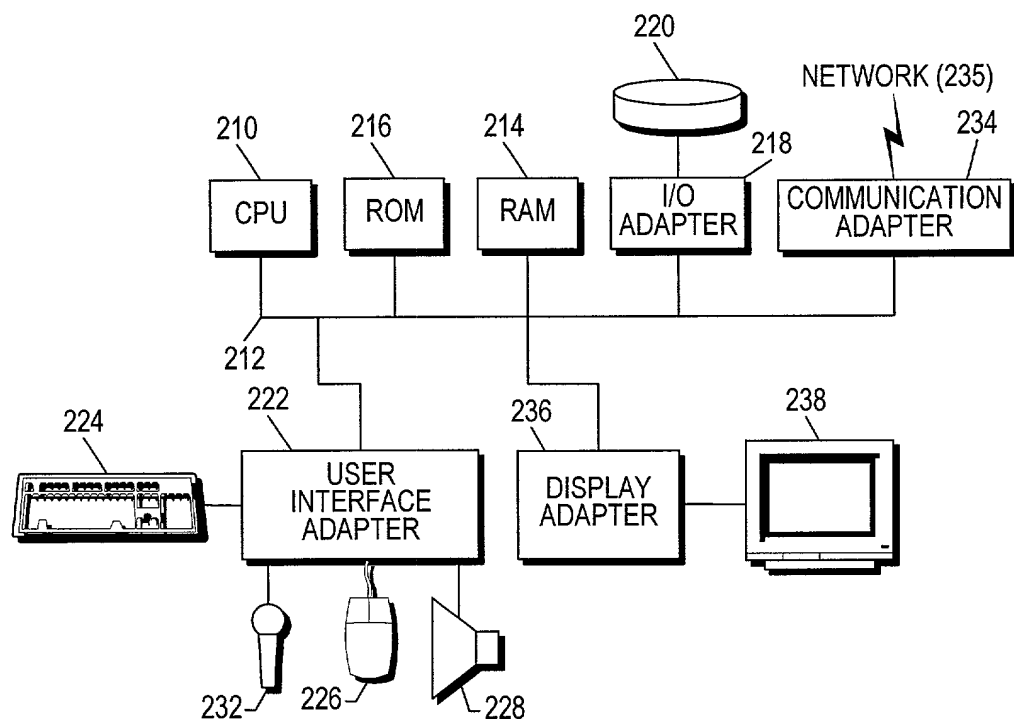 220
NETWORK (235)
210
216
214
218
234
CPU
ROM
RAM
I/O
ADAPTER
COMMUNICATION
ADAPTER
212
222
236
238
224
USER
INTERFACE
ADAPTER
DISPLAY
ADAPTER
232
226
228